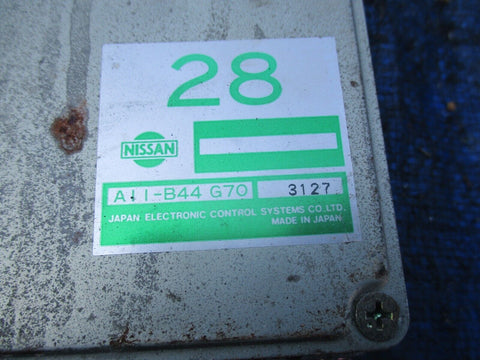 28
NISSAN
A11-B44 G70 3127
JAPAN ELECTRONIC CONTROL SYSTEMS CO.LTD.
MADE IN JAPAN